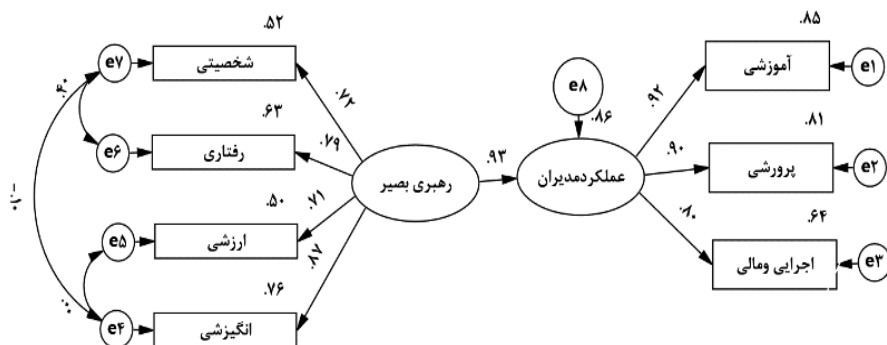 .۵۲
e۷
شخصیتی
.۴۰
.۷۲
.۶۳
e۶
رفتاری
.۷۹
-.۱۰
.۵۰
e۵
ارزشی
.۷۱
.۷۶
e۴
انگیزشی
.۸۷
رهبری بصیر
.۹۳
e۸
.۸۶
عملکردمدیران
.۸۵
.۹۲
آموزشی
e۱
.۸۱
.۹۰
پرورشی
e۲
.۶۴
.۸۰
اجرایی ومالی
e۳